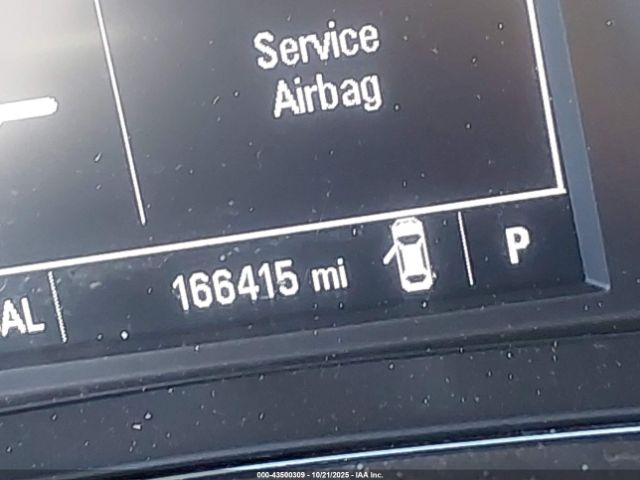 Service
Airbag
AL
166415 mi
P
000-43500309 - 10/21/2025 - IAA Inc.